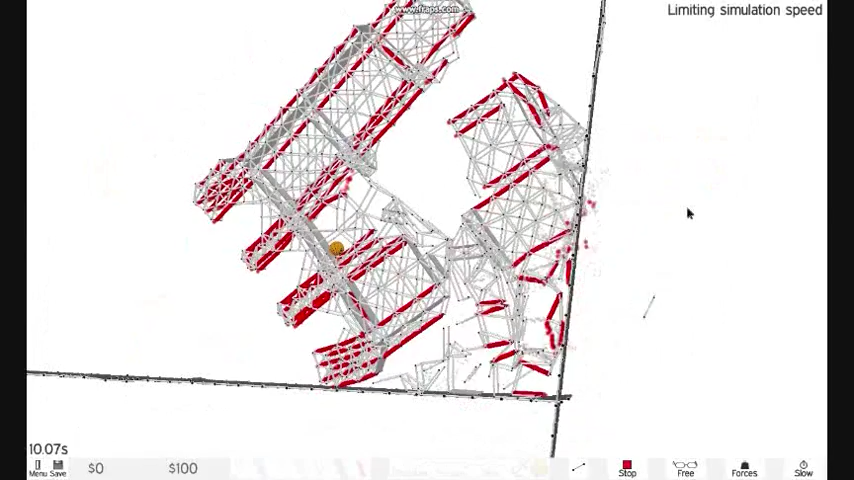 www.fraps.com
Limiting simulation speed
10.07s
Menu Save $0 $100 Stop Free Forces Slow